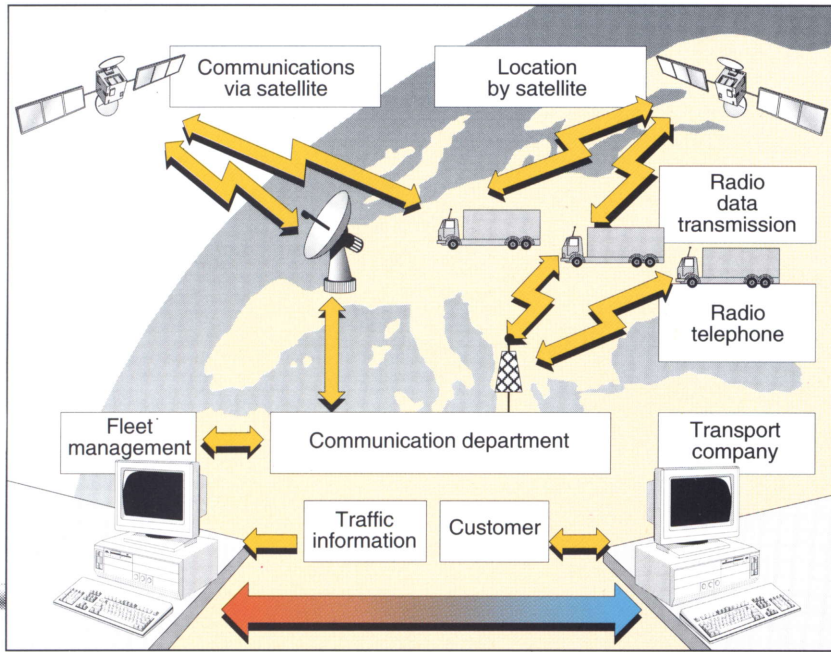 Communications
via satellite
Location
by satellite
Radio
data
transmission
Radio
telephone
Fleet
management
Communication department
Transport
company
Traffic
information
Customer